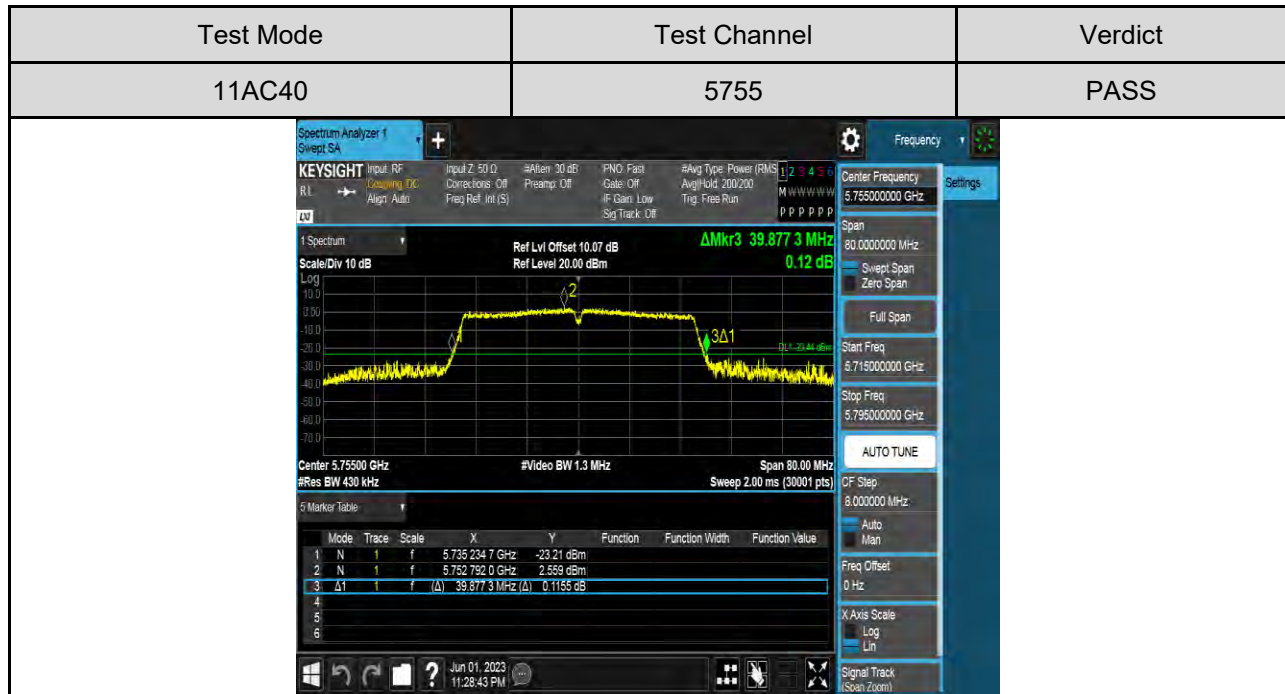 Test Mode Test Channel Verdict
11AC40 5755 PASS
Spectrum Analyzer 1
Swept SA
+
Frequency
KEYSIGHT Input: RF Input Z: 50 Ω #Atten: 30 dB PNO: Fast #Avg Type: Power (RMS 1 2 3 4 5 6
RL Coupling: DC Corrections: Off Preamp: Off Gate: Off Avg|Hold: 200/200 M W W W W W
Align: Auto Freq Ref: Int (S) IF Gain: Low Trig: Free Run
LXI Sig Track: Off P P P P P P
Center Frequency
5.755000000 GHz
Settings
1 Spectrum
Ref Lvl Offset 10.07 dB
ΔMkr3 39.877 3 MHz
Scale/Div 10 dB
Ref Level 20.00 dBm
0.12 dB
Log
10.0
0.00
-10.0
-20.0
-30.0
-40.0
-50.0
-60.0
-70.0
2
3Δ1
DL1 -23.44 dBm
Center 5.75500 GHz #Video BW 1.3 MHz Span 80.00 MHz
#Res BW 430 kHz Sweep 2.00 ms (30001 pts)
Span
80.0000000 MHz
Swept Span
Zero Span
Full Span
Start Freq
5.715000000 GHz
Stop Freq
5.795000000 GHz
AUTO TUNE
CF Step
8.000000 MHz
Auto
Man
Freq Offset
0 Hz
X Axis Scale
Log
Lin
Signal Track
(Span Zoom)
5 Marker Table
Mode Trace Scale X Y Function Function Width Function Value
1 N 1 f 5.735 234 7 GHz -23.21 dBm
2 N 1 f 5.752 792 0 GHz 2.559 dBm
3 Δ1 1 f (Δ) 39.877 3 MHz (Δ) 0.1155 dB
4
5
6
?
Jun 01, 2023
11:28:43 PM